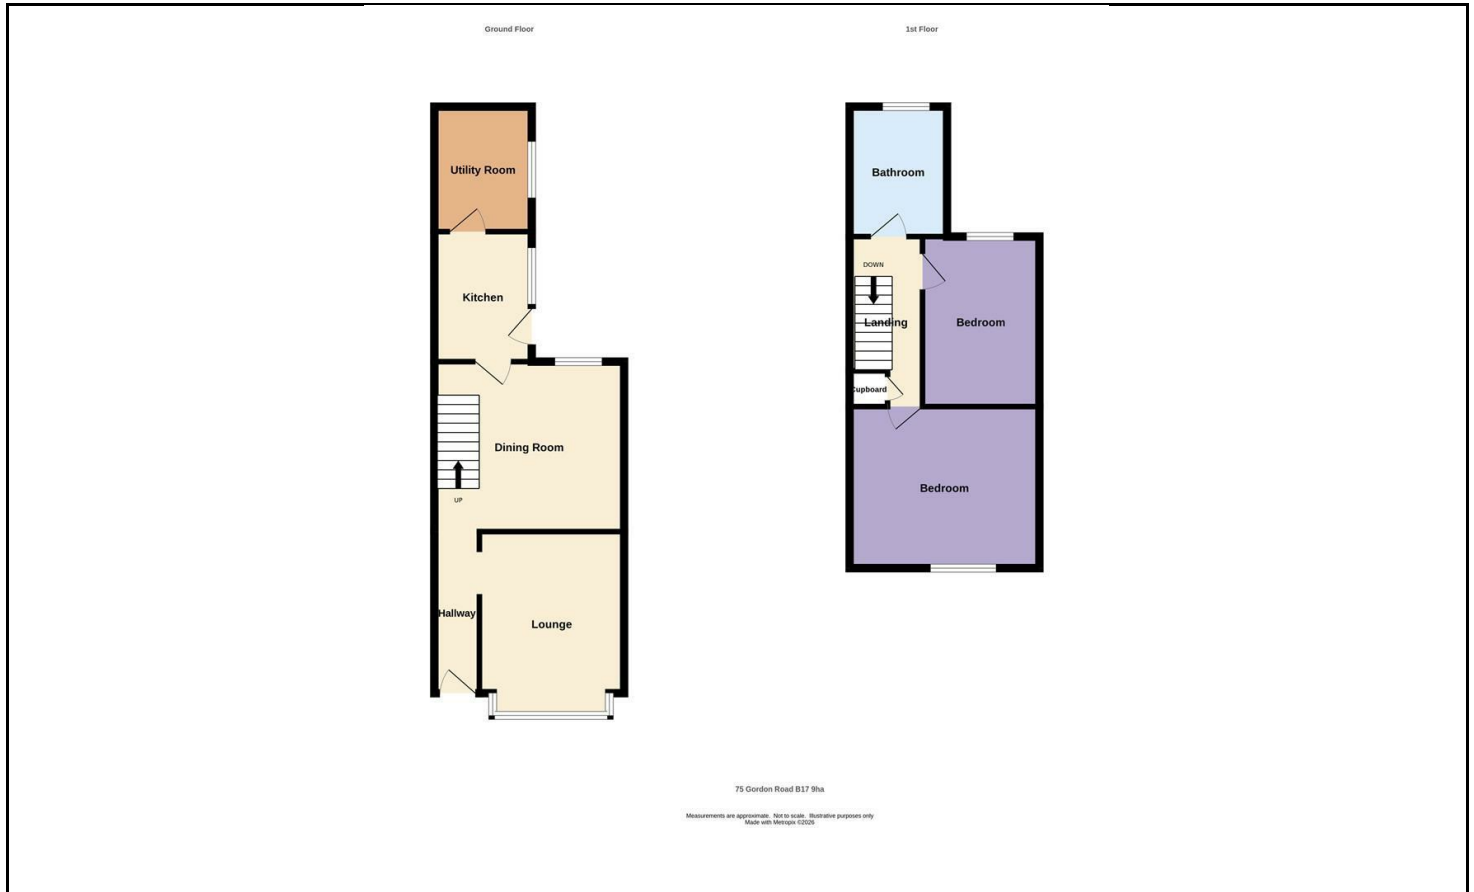 Ground Floor
1st Floor
Utility Room
Kitchen
Dining Room
UP
Hallway
Lounge
Bathroom
DOWN
Landing
Bedroom
Cupboard
Bedroom
75 Gordon Road B17 9ha
Measurements are approximate. Not to scale. Illustrative purposes only
Made with Metropix ©2026